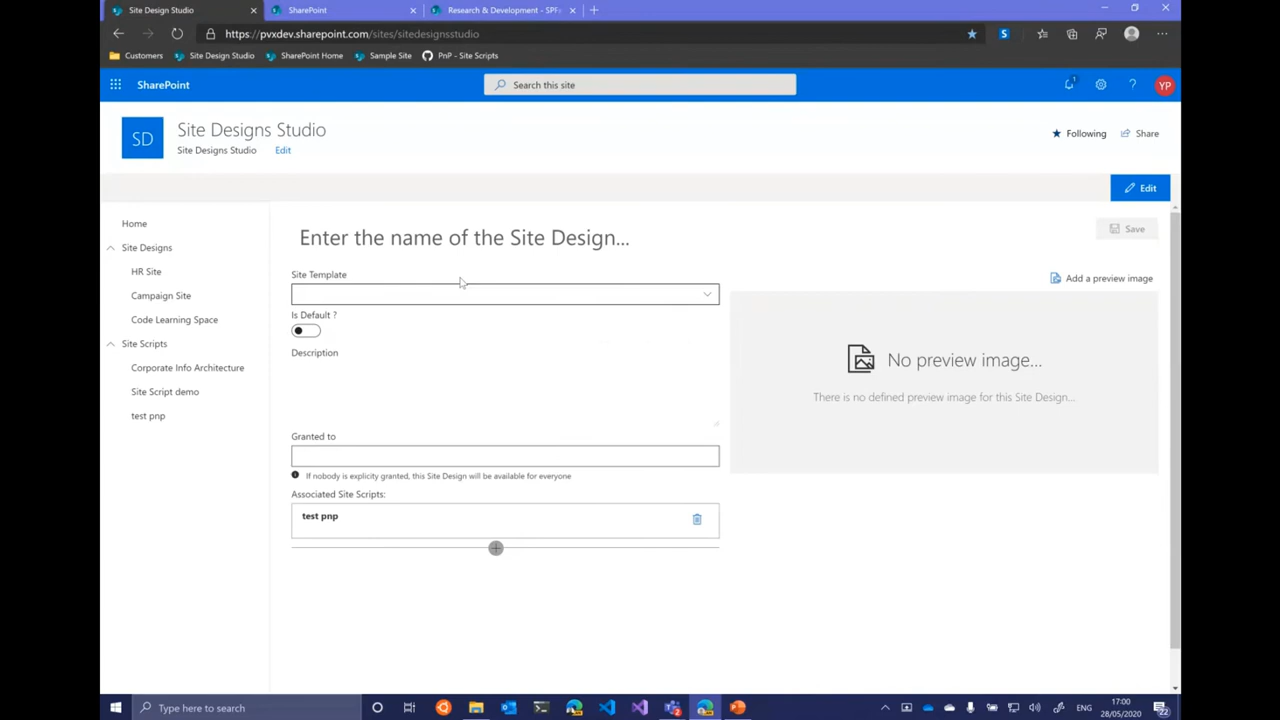 Site Design Studio
SharePoint
Research & Development - SPF
https://pvxdev.sharepoint.com/sites/sitedesignsstudio
Customers
Site Design Studio
SharePoint Home
Sample Site
PnP - Site Scripts
SharePoint
Search this site
1
?
YP
SD
Site Designs Studio
Site Designs Studio
Edit
Following
Share
Edit
Home
Site Designs
HR Site
Campaign Site
Code Learning Space
Site Scripts
Corporate Info Architecture
Site Script demo
test pnp
Enter the name of the Site Design...
Save
Site Template
Is Default ?
Description
Granted to
If nobody is explicity granted, this Site Design will be available for everyone
Associated Site Scripts:
test pnp
Add a preview image
No preview image...
There is no defined preview image for this Site Design...
Type here to search
ENG
17:00
28/05/2020
22